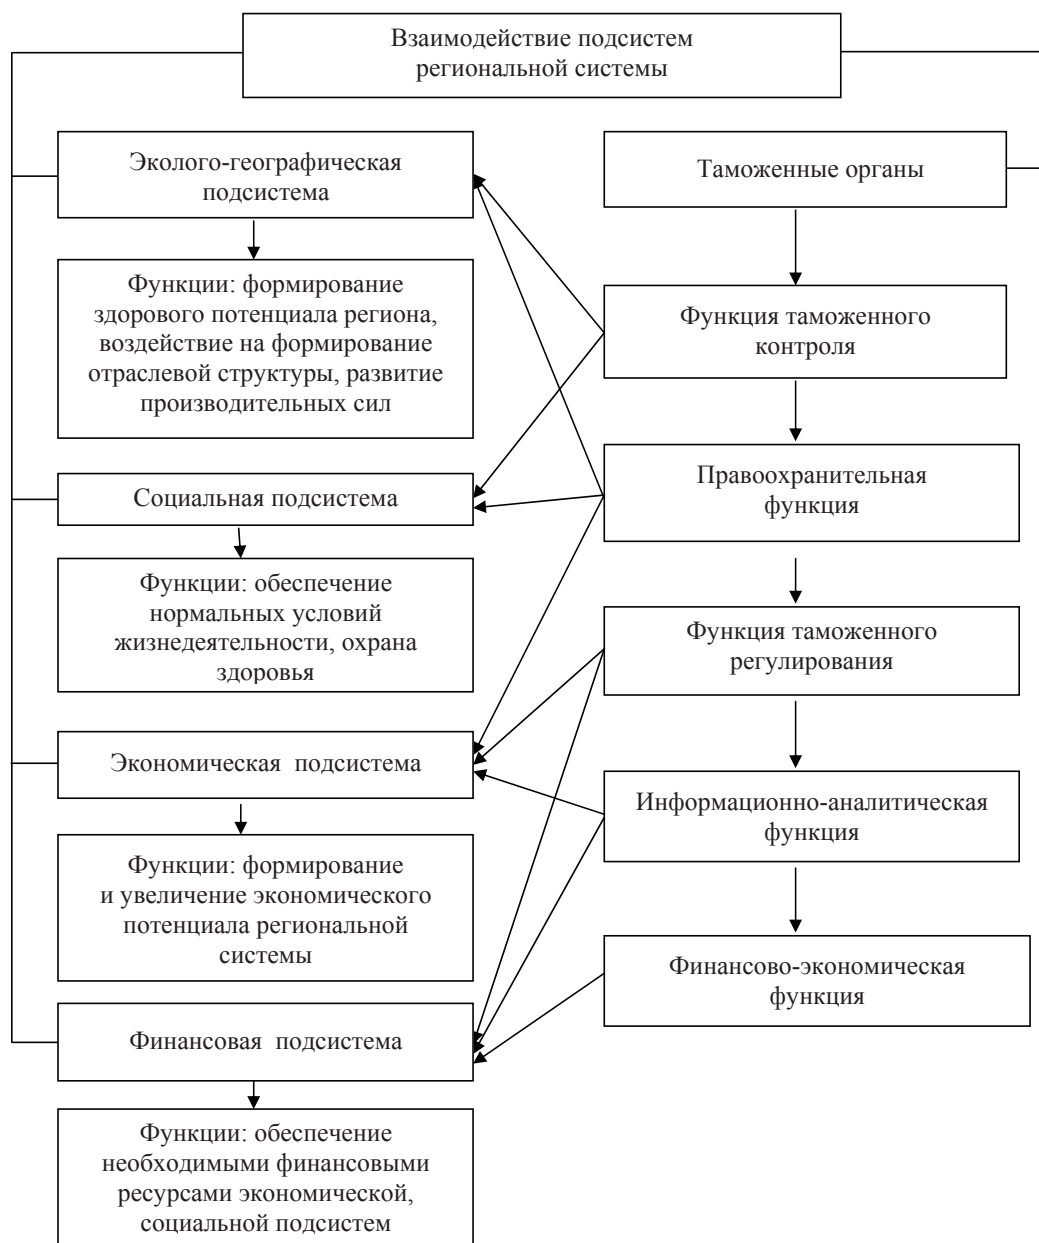 Взаимодействие подсистем
региональной системы
Эколого-географическая
подсистема
Таможенные органы
Функции: формирование
здорового потенциала региона,
воздействие на формирование
отраслевой структуры, развитие
производительных сил
Функция таможенного
контроля
Социальная подсистема
Правоохранительная
функция
Функции: обеспечение
нормальных условий
жизнедеятельности, охрана
здоровья
Функция таможенного
регулирования
Экономическая подсистема
Информационно-аналитическая
функция
Функции: формирование
и увеличение экономического
потенциала региональной
системы
Финансово-экономическая
функция
Финансовая подсистема
Функции: обеспечение
необходимыми финансовыми
ресурсами экономической,
социальной подсистем